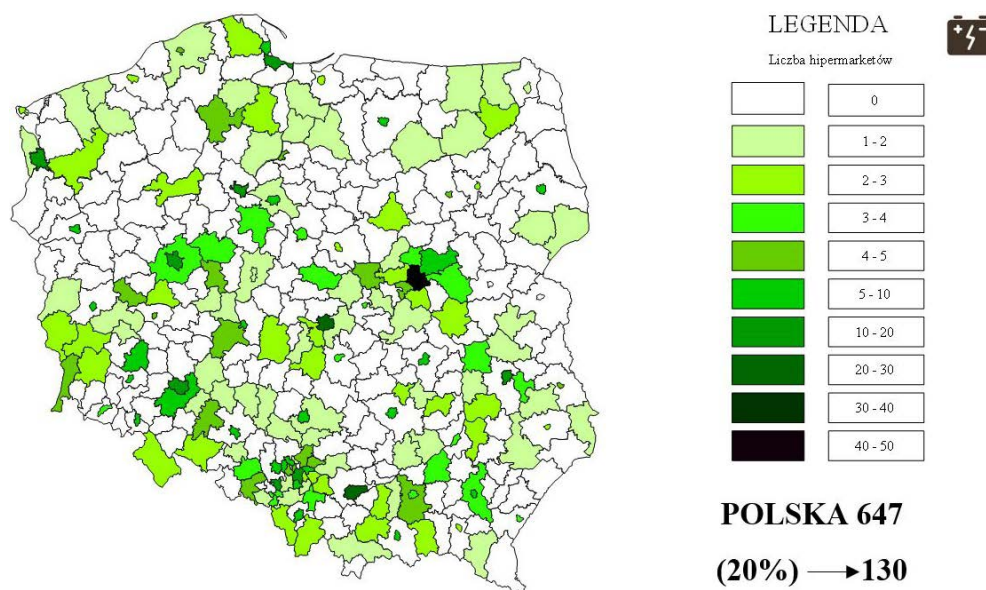 LEGENDA
Liczba hipermarketów
0
1 - 2
2 - 3
3 - 4
4 - 5
5 - 10
10 - 20
20 - 30
30 - 40
40 - 50
POLSKA 647
(20%) → 130